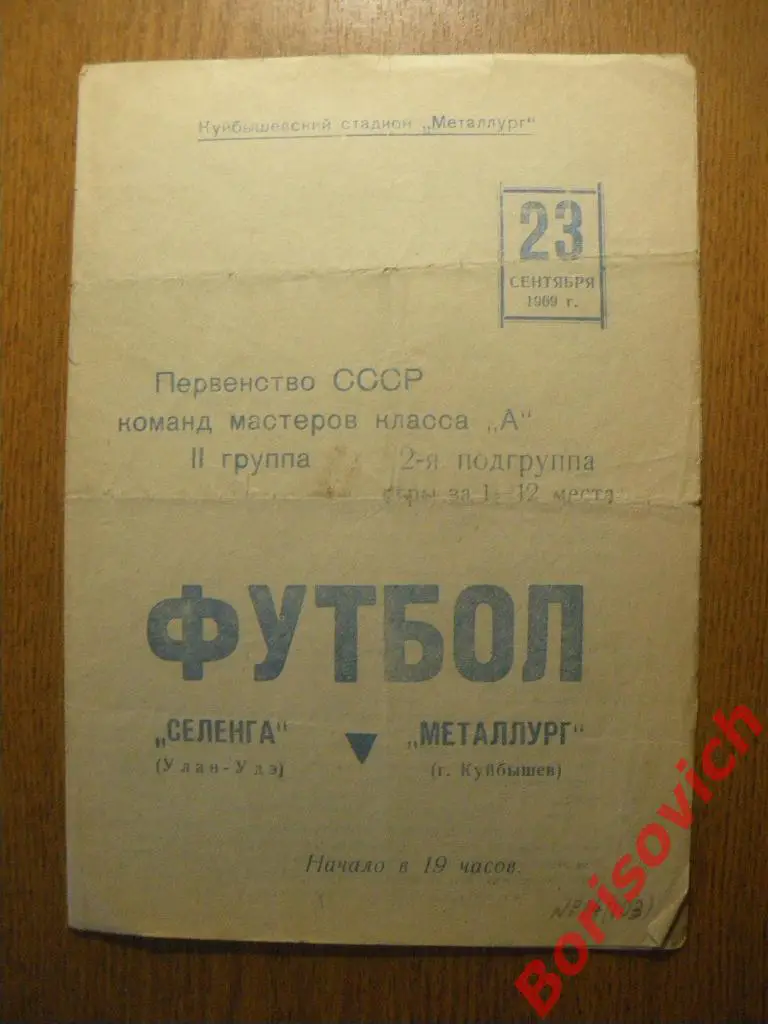 Куйбышевский стадион „Металлург"
23
СЕНТЯБРЯ
1969 г.
Первенство СССР
команд мастеров класса „А"
II группа 2-я подгруппа
за 1—12 места
ФУТБОЛ
„СЕЛЕНГА" „МЕТАЛЛУРГ"
(Улан-Удэ) (г. Куйбышев)
Начало в 19 часов.
Borisovich